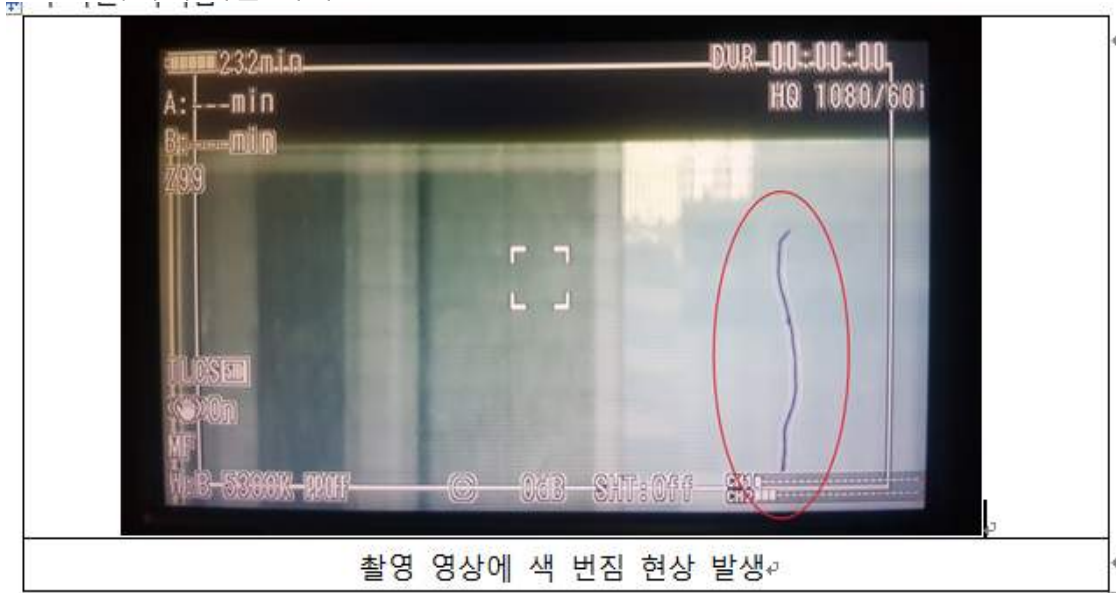 232min
DUR 00:00:00
A:---min
HQ 1080/60i
B:---min
Z99
TLCS
On
MF
W:B 5300K PPOFF
0dB SHT:Off
CH1
CH2
촬영 영상에 색 번짐 현상 발생